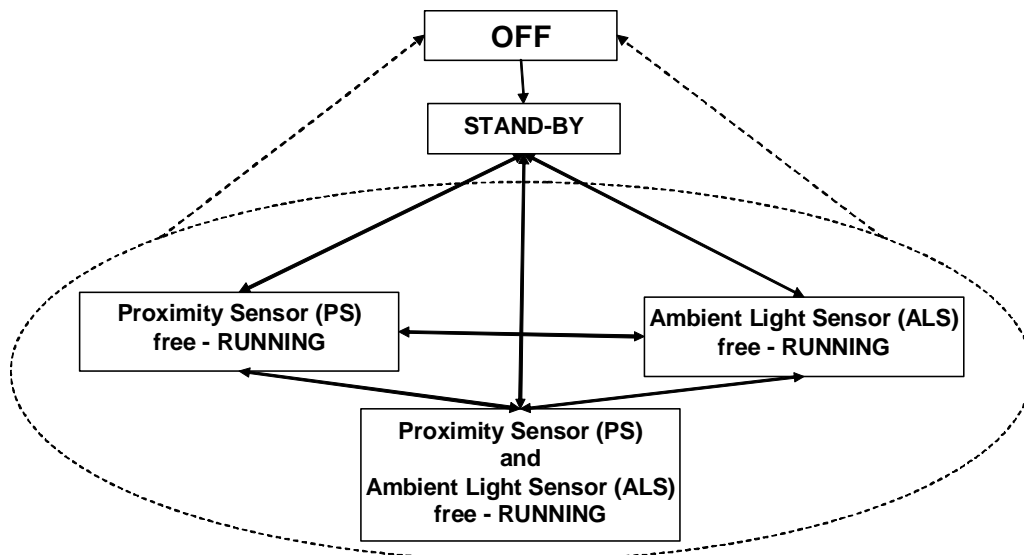 OFF
STAND-BY
Proximity Sensor (PS)
free - RUNNING
Ambient Light Sensor (ALS)
free - RUNNING
Proximity Sensor (PS)
and
Ambient Light Sensor (ALS)
free - RUNNING